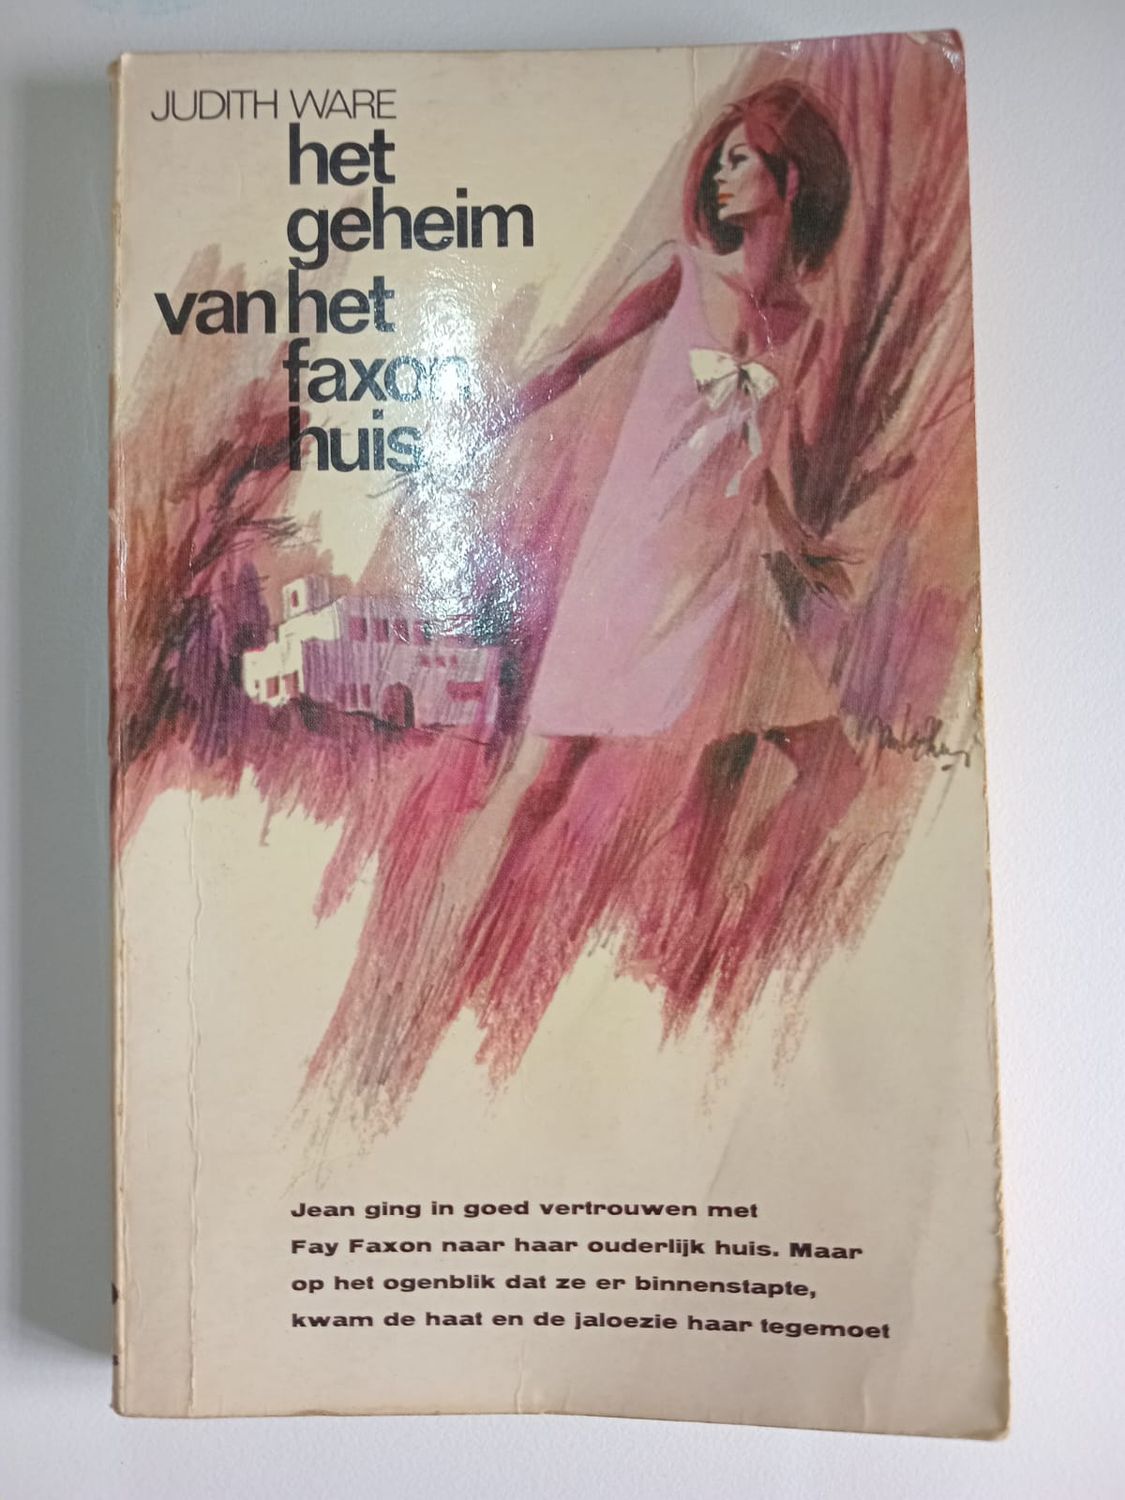 JUDITH WARE
het
geheim
van het
faxon
huis
Jean ging in goed vertrouwen met
Fay Faxon naar haar ouderlijk huis. Maar
op het ogenblik dat ze er binnenstapte,
kwam de haat en de jaloezie haar tegemoet